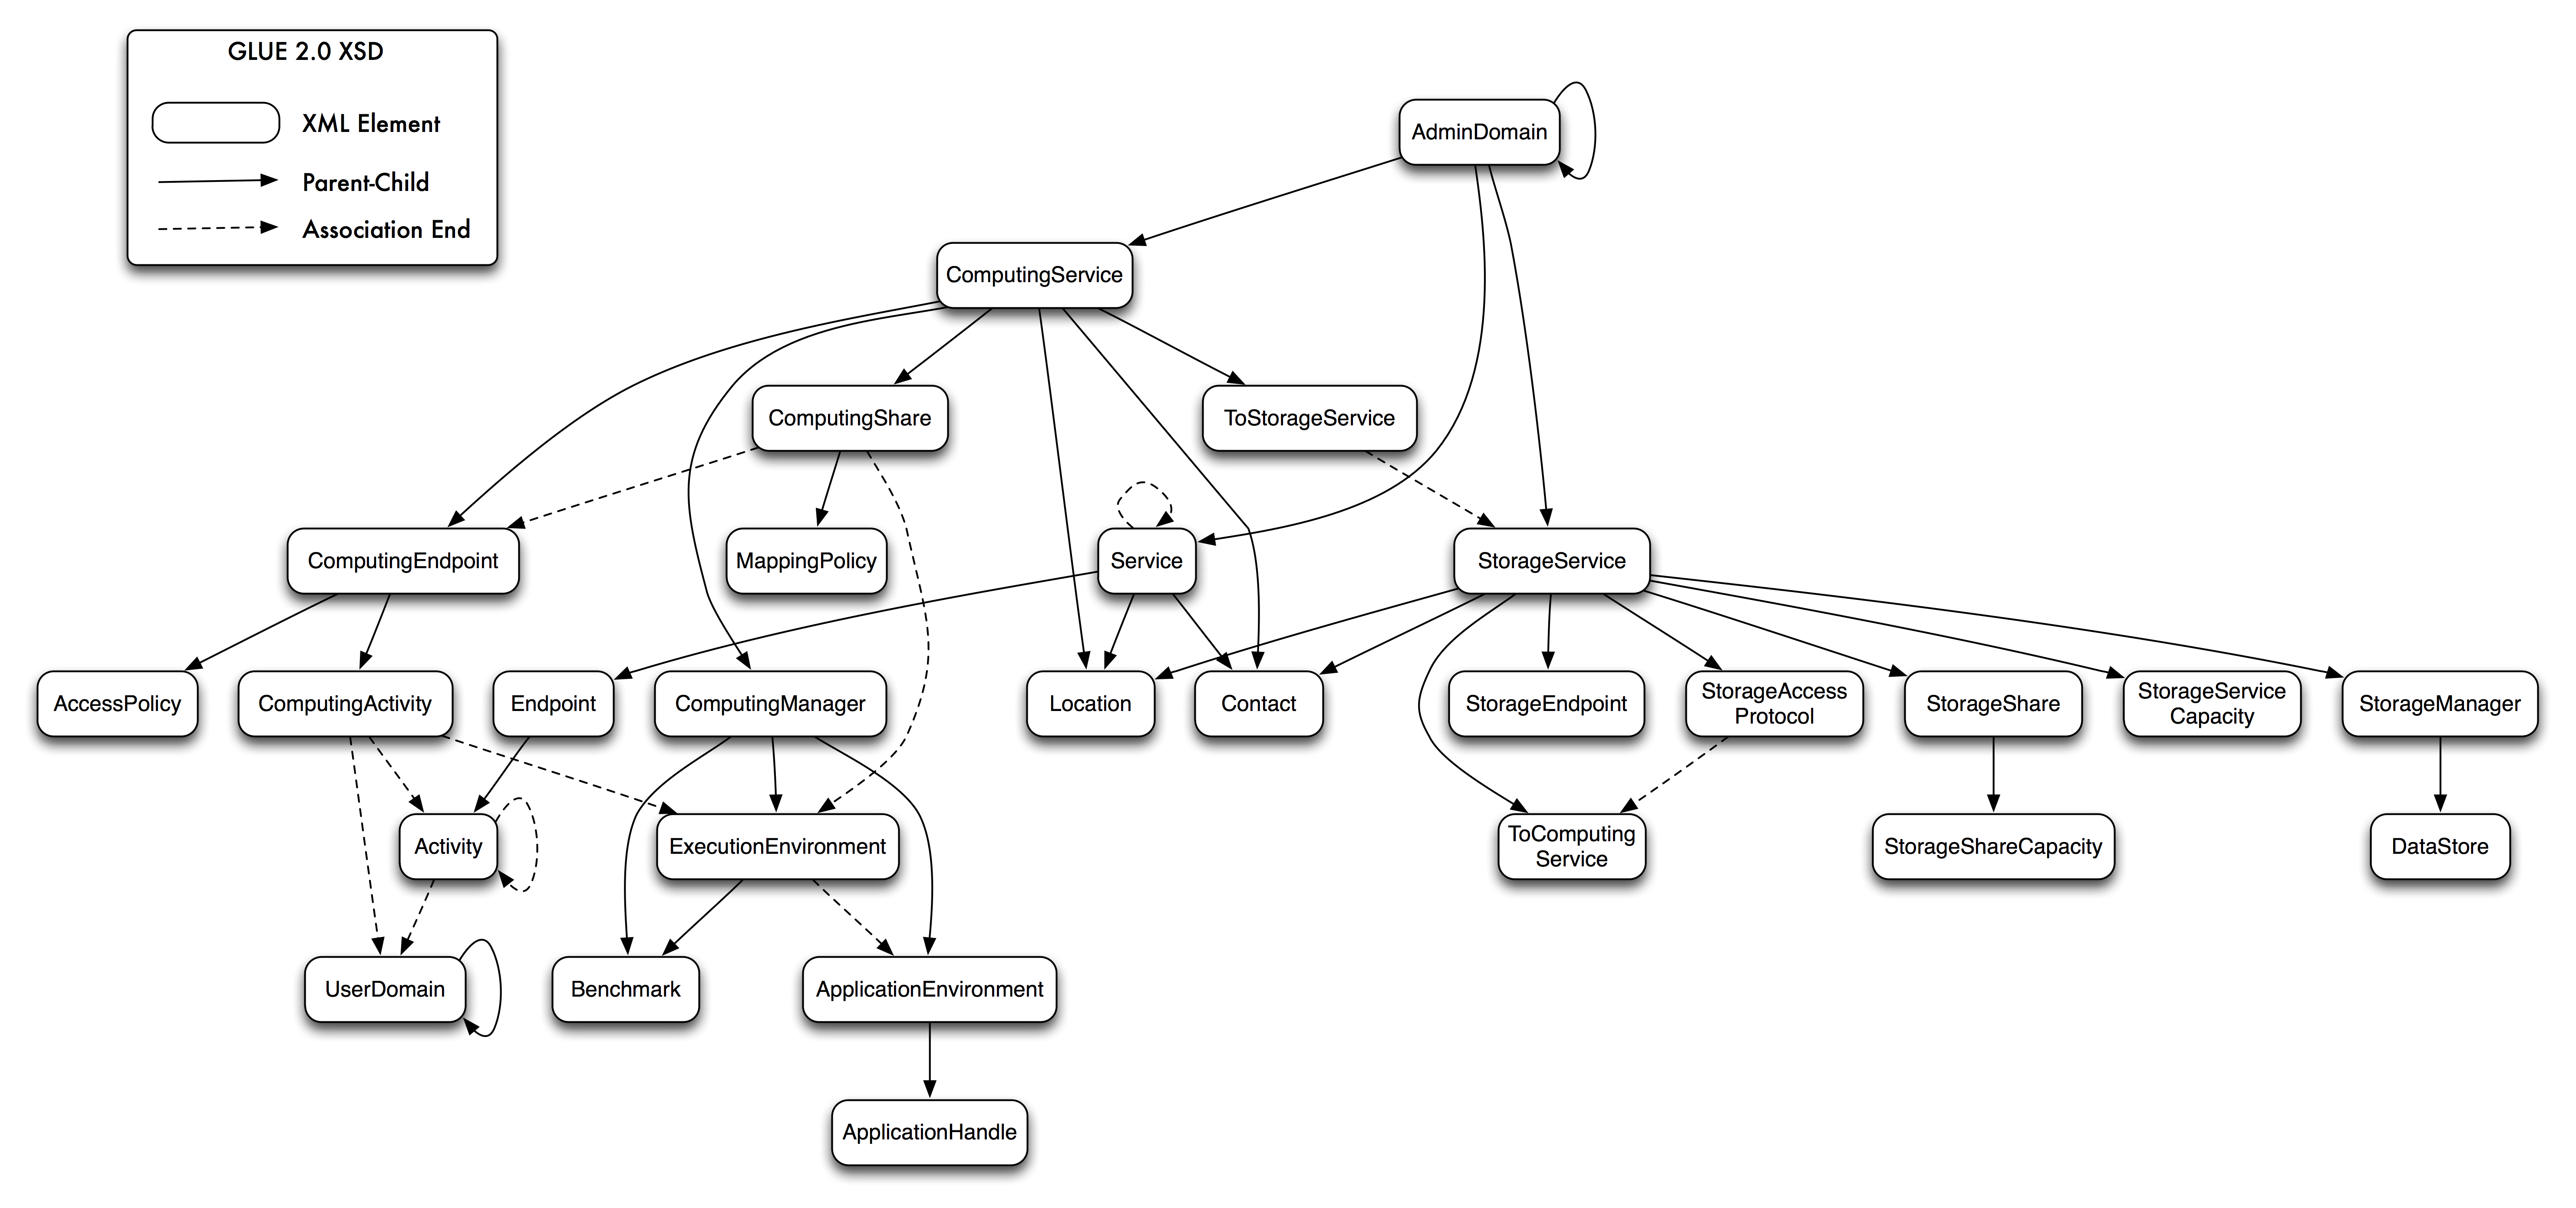 GLUE 2.0 XSD
XML Element
Parent-Child
Association End
AdminDomain
ComputingService
ComputingShare
ToStorageService
ComputingEndpoint
MappingPolicy
Service
StorageService
AccessPolicy
ComputingActivity
Endpoint
ComputingManager
Location
Contact
StorageEndpoint
StorageAccess
Protocol
StorageShare
StorageService
Capacity
StorageManager
Activity
ExecutionEnvironment
ToComputing
Service
StorageShareCapacity
DataStore
UserDomain
Benchmark
ApplicationEnvironment
ApplicationHandle